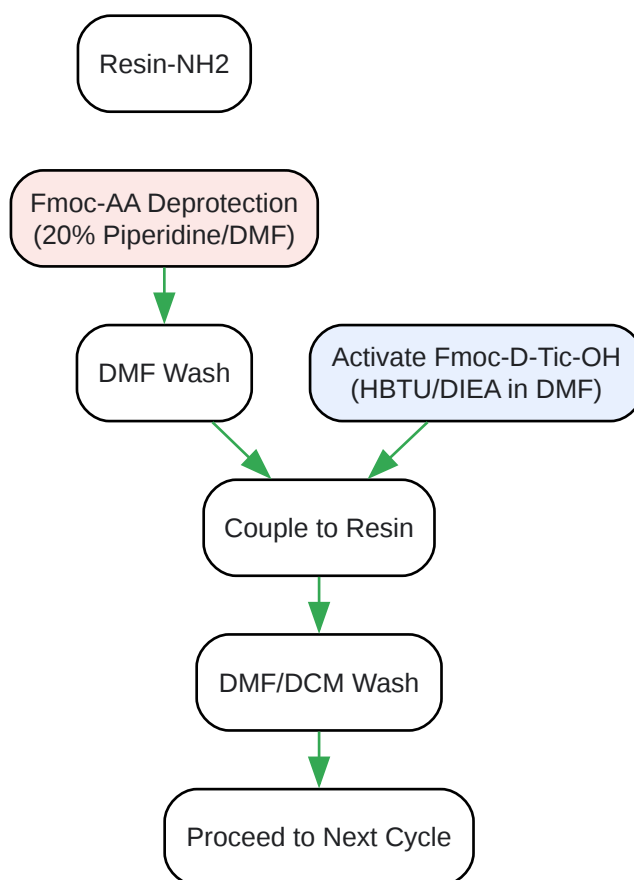 Resin-NH2
Fmoc-AA Deprotection
(20% Piperidine/DMF)
DMF Wash
Activate Fmoc-D-Tic-OH
(HBTU/DIEA in DMF)
Couple to Resin
DMF/DCM Wash
Proceed to Next Cycle